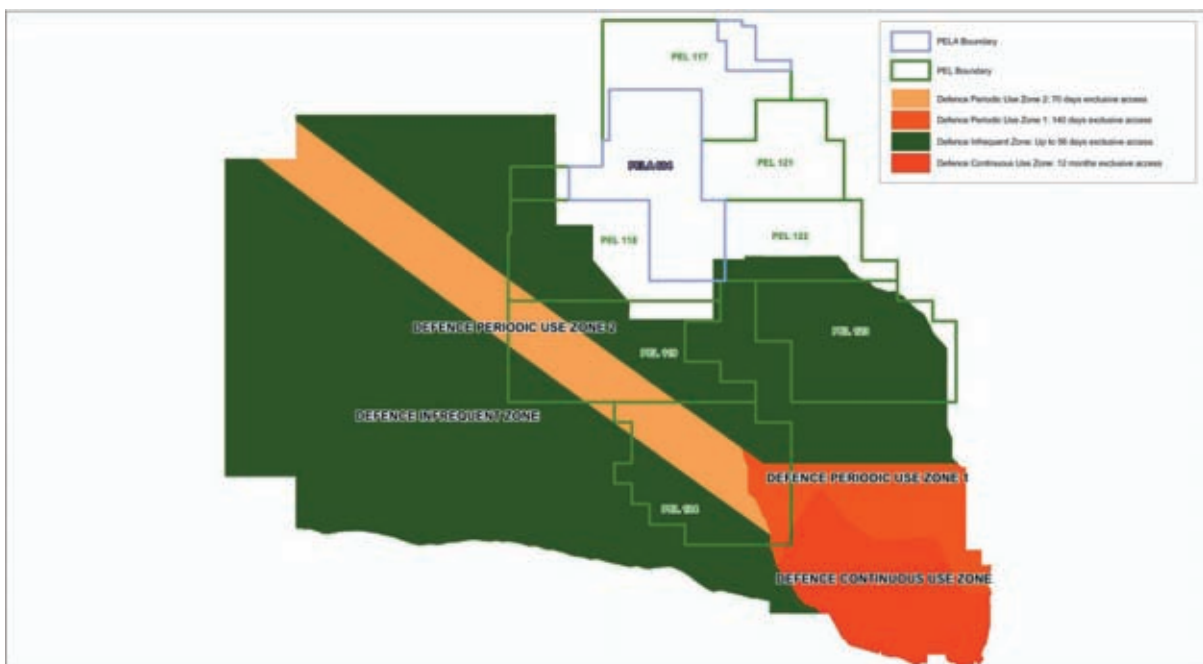 PELA Boundary
PEL Boundary
Defence Periodic Use Zone 2: 70 days exclusive access
Defence Periodic Use Zone 1: 140 days exclusive access
Defence Infrequent Zone: Up to 56 days exclusive access
Defence Continuous Use Zone: 12 months exclusive access
PEL 117
PEL 121
PEL 118
PEL 122
DEFENCE PERIODIC USE ZONE 2
PEL 119
DEFENCE INFREQUENT ZONE
DEFENCE PERIODIC USE ZONE 1
DEFENCE CONTINUOUS USE ZONE